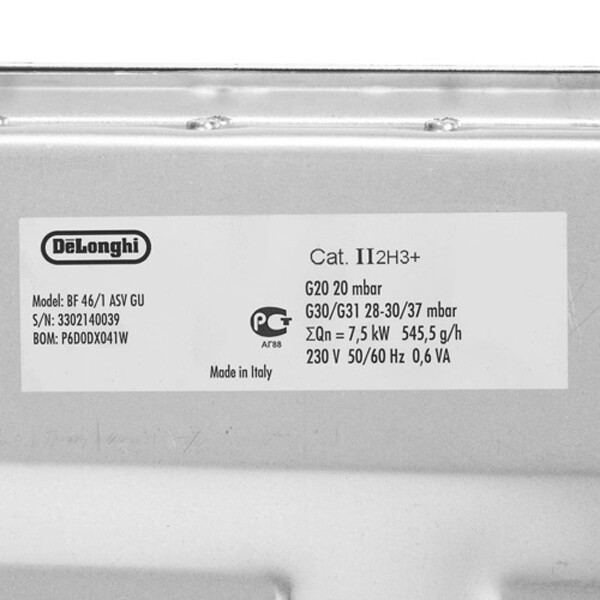 DeLonghi
Model: BF 46/1 ASV GU
S/N: 3302140039
BOM: P6D0DX041W
РСТ
АГ88
Made in Italy
Cat. II2H3+
G20 20 mbar
G30/G31 28-30/37 mbar
ΣQn = 7,5 kW 545,5 g/h
230 V 50/60 Hz 0,6 VA